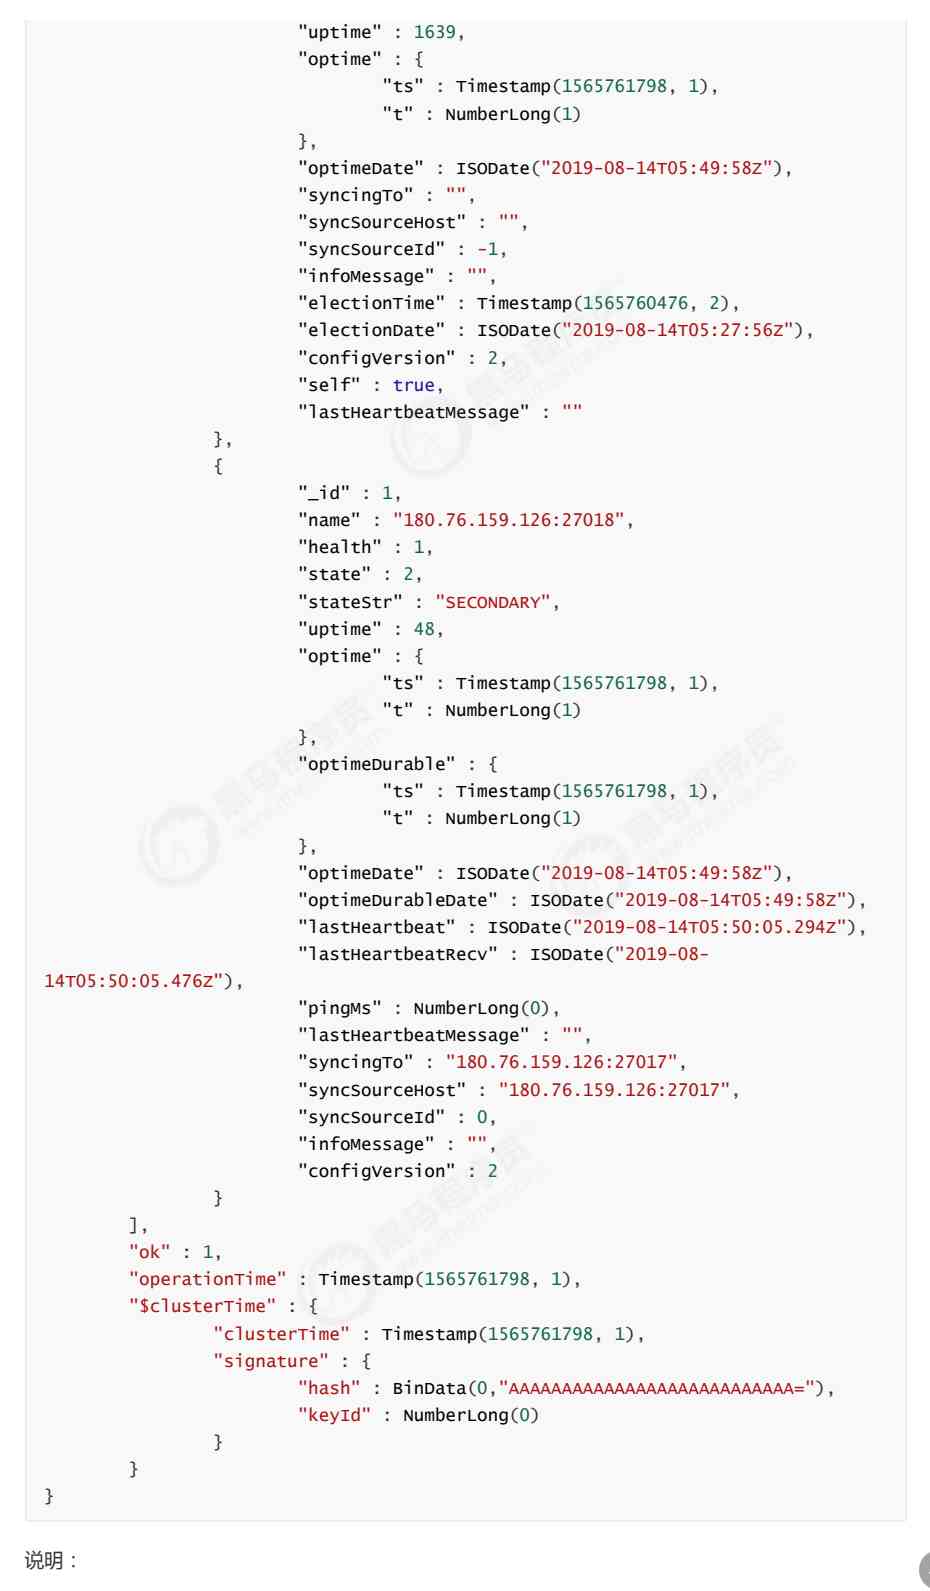 "uptime" : 1639,
"optime" : {
"ts" : Timestamp(1565761798, 1),
"t" : NumberLong(1)
},
"optimeDate" : ISODate("2019-08-14T05:49:58Z"),
"syncingTo" : "",
"syncSourceHost" : "",
"syncSourceId" : -1,
"infoMessage" : "",
"electionTime" : Timestamp(1565760476, 2),
"electionDate" : ISODate("2019-08-14T05:27:56Z"),
"configVersion" : 2,
"self" : true,
"lastHeartbeatMessage" : ""
},
{
"_id" : 1,
"name" : "180.76.159.126:27018",
"health" : 1,
"state" : 2,
"stateStr" : "SECONDARY",
"uptime" : 48,
"optime" : {
"ts" : Timestamp(1565761798, 1),
"t" : NumberLong(1)
},
"optimeDurable" : {
"ts" : Timestamp(1565761798, 1),
"t" : NumberLong(1)
},
"optimeDate" : ISODate("2019-08-14T05:49:58Z"),
"optimeDurableDate" : ISODate("2019-08-14T05:49:58Z"),
"lastHeartbeat" : ISODate("2019-08-14T05:50:05.294Z"),
"lastHeartbeatRecv" : ISODate("2019-08-
14T05:50:05.476Z"),
"pingMs" : NumberLong(0),
"lastHeartbeatMessage" : "",
"syncingTo" : "180.76.159.126:27017",
"syncSourceHost" : "180.76.159.126:27017",
"syncSourceId" : 0,
"infoMessage" : "",
"configVersion" : 2
}
],
"ok" : 1,
"operationTime" : Timestamp(1565761798, 1),
"$clusterTime" : {
"clusterTime" : Timestamp(1565761798, 1),
"signature" : {
"hash" : BinData(0,"AAAAAAAAAAAAAAAAAAAAAAAAAAA="),
"keyId" : NumberLong(0)
}
}
}
说明：